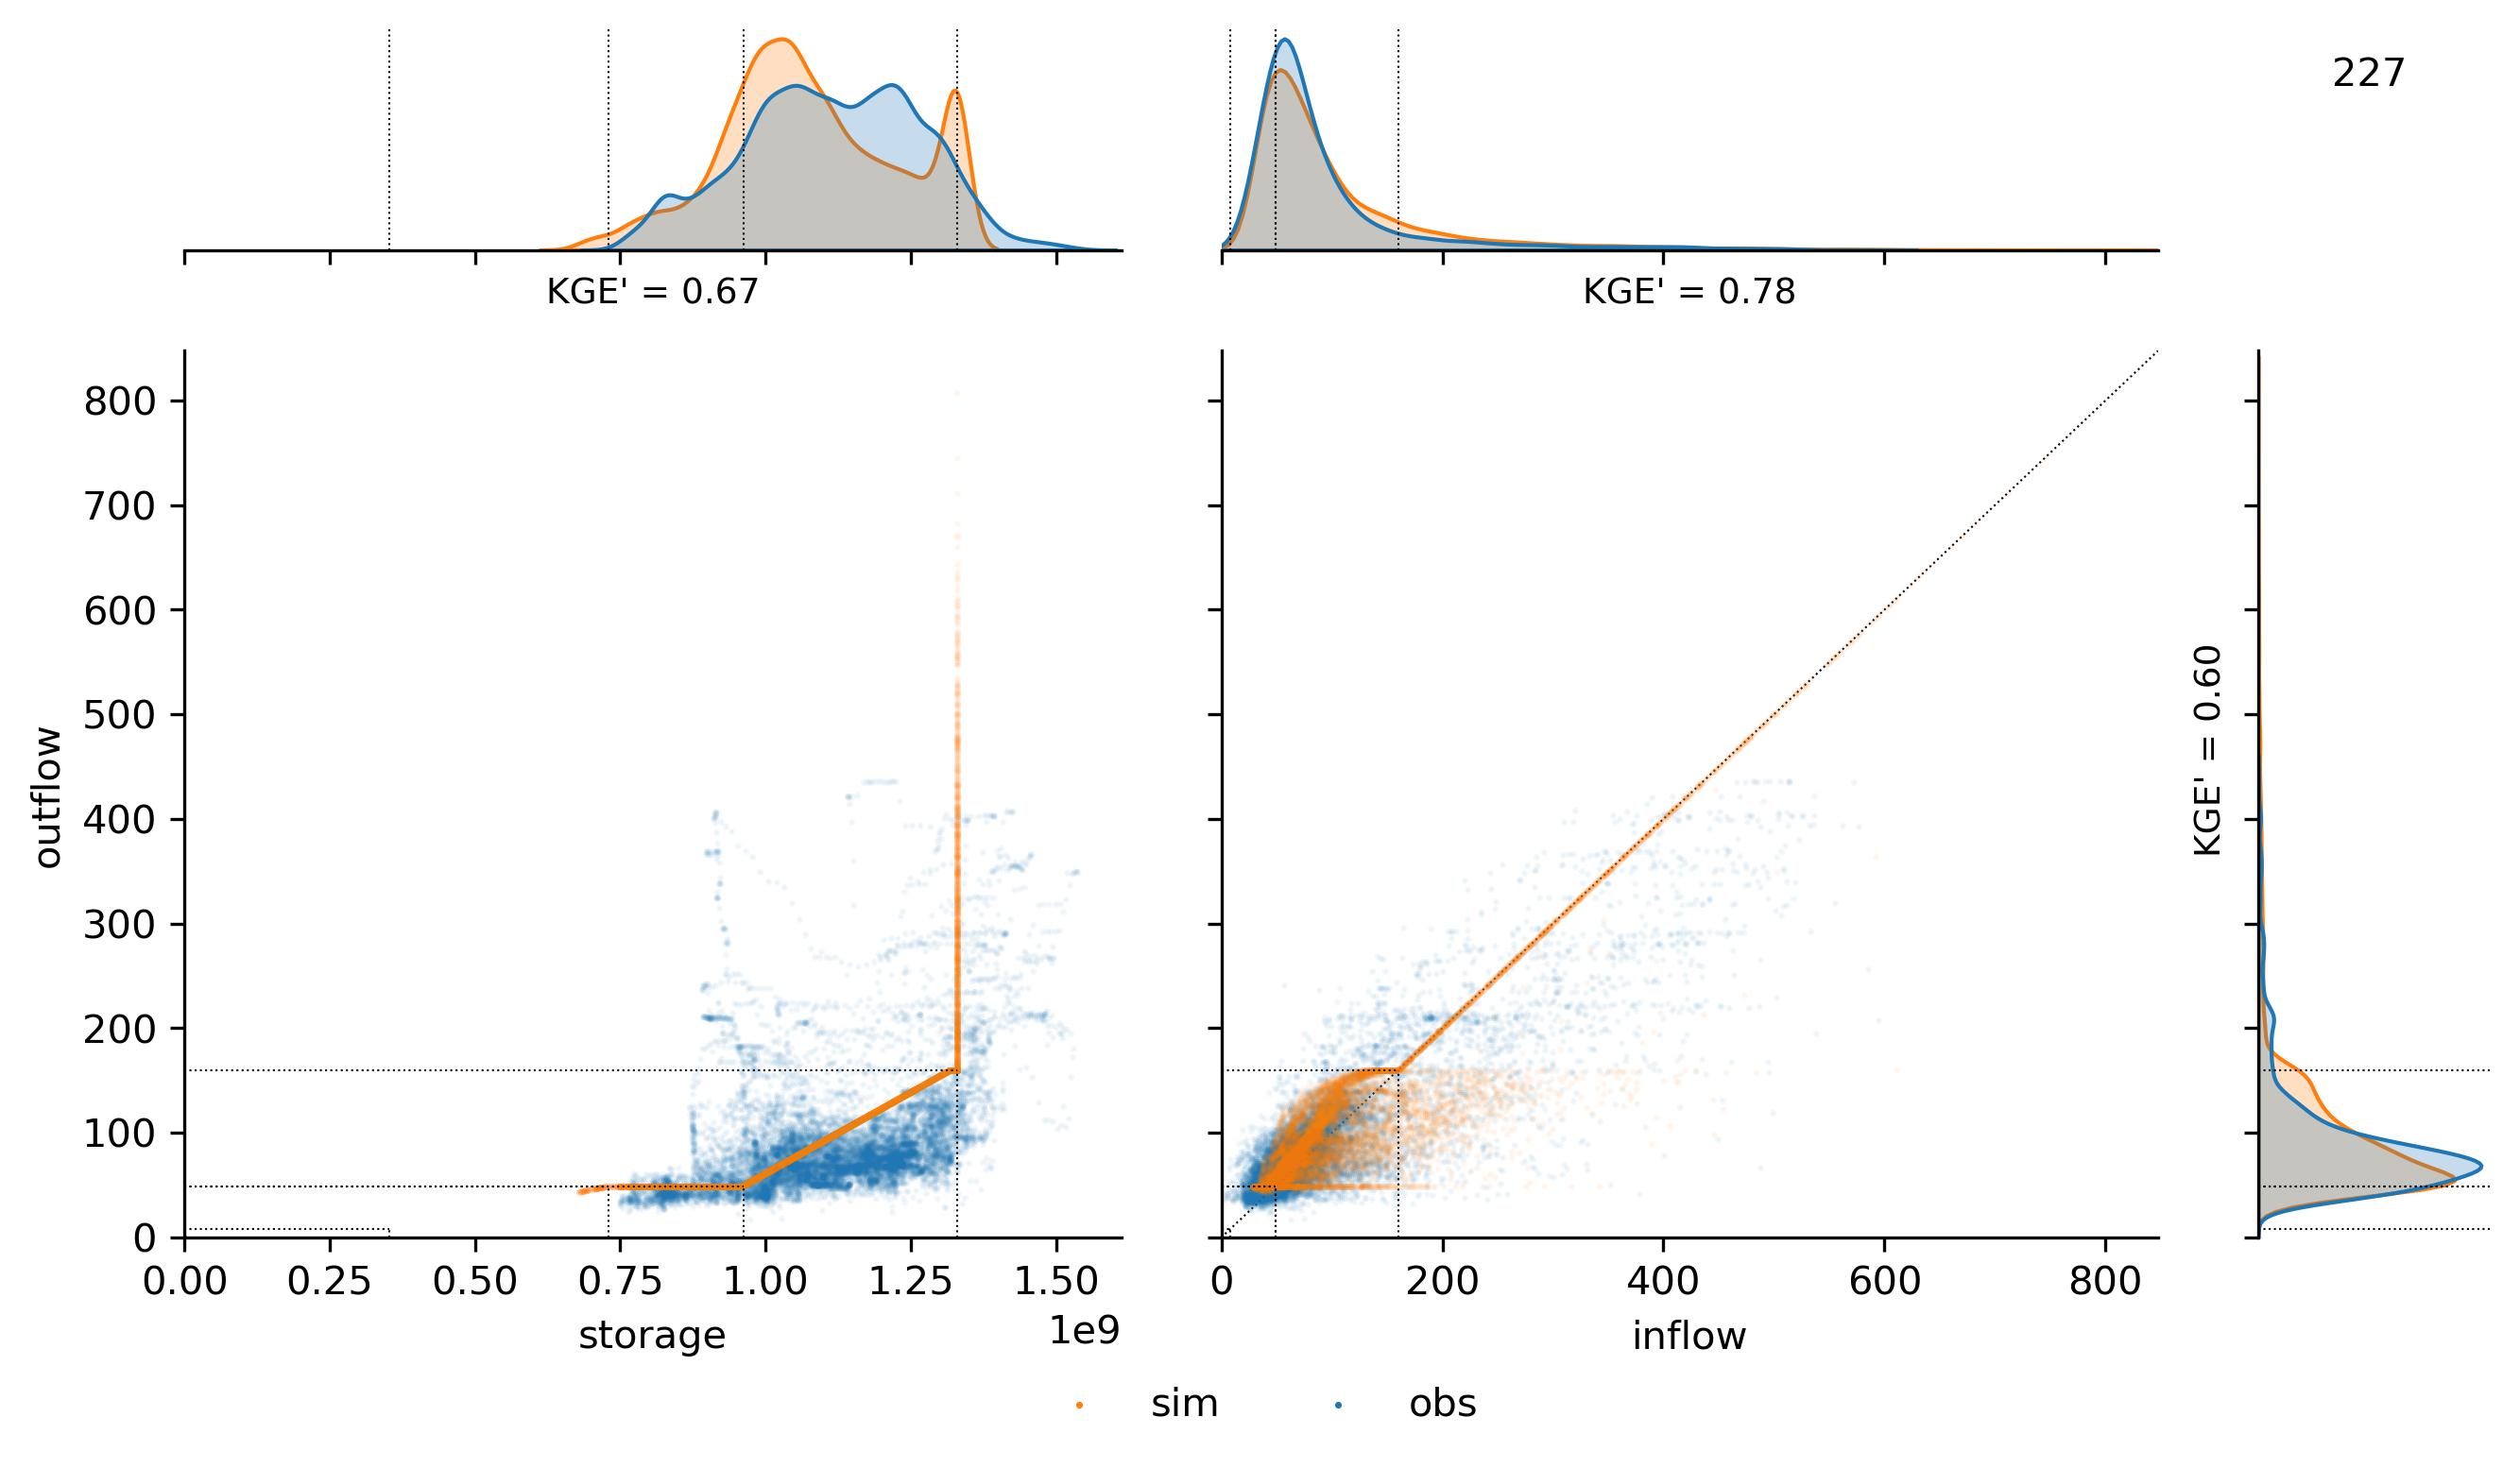 227
KGE' = 0.67
KGE' = 0.78
800
700
600
500
400
300
200
100
0
outflow
KGE' = 0.60
0.00 0.25 0.50 0.75 1.00 1.25 1.50
1e9
storage
0 200 400 600 800
inflow
sim obs